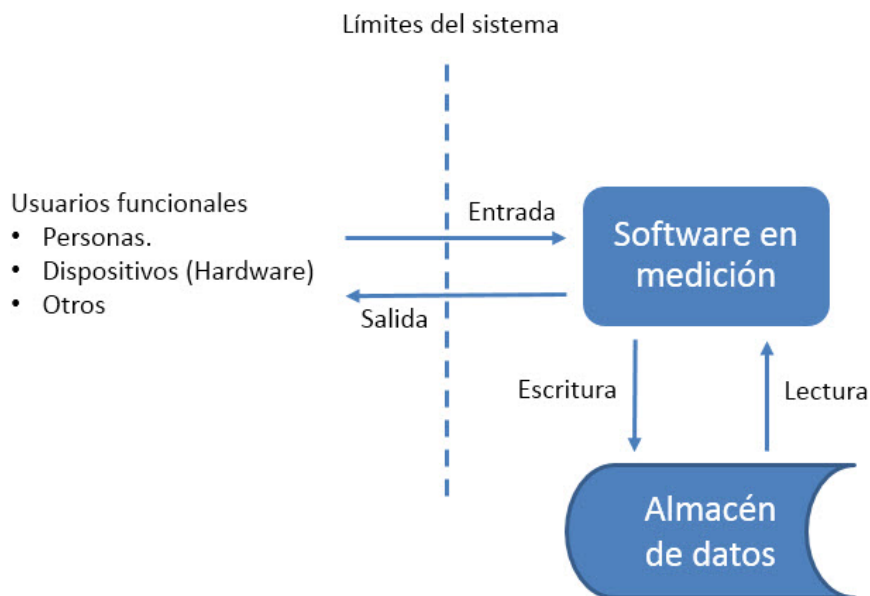 Límites del sistema
Usuarios funcionales
• Personas.
• Dispositivos (Hardware)
• Otros
Entrada
Salida
Software en
medición
Escritura
Lectura
Almacén
de datos